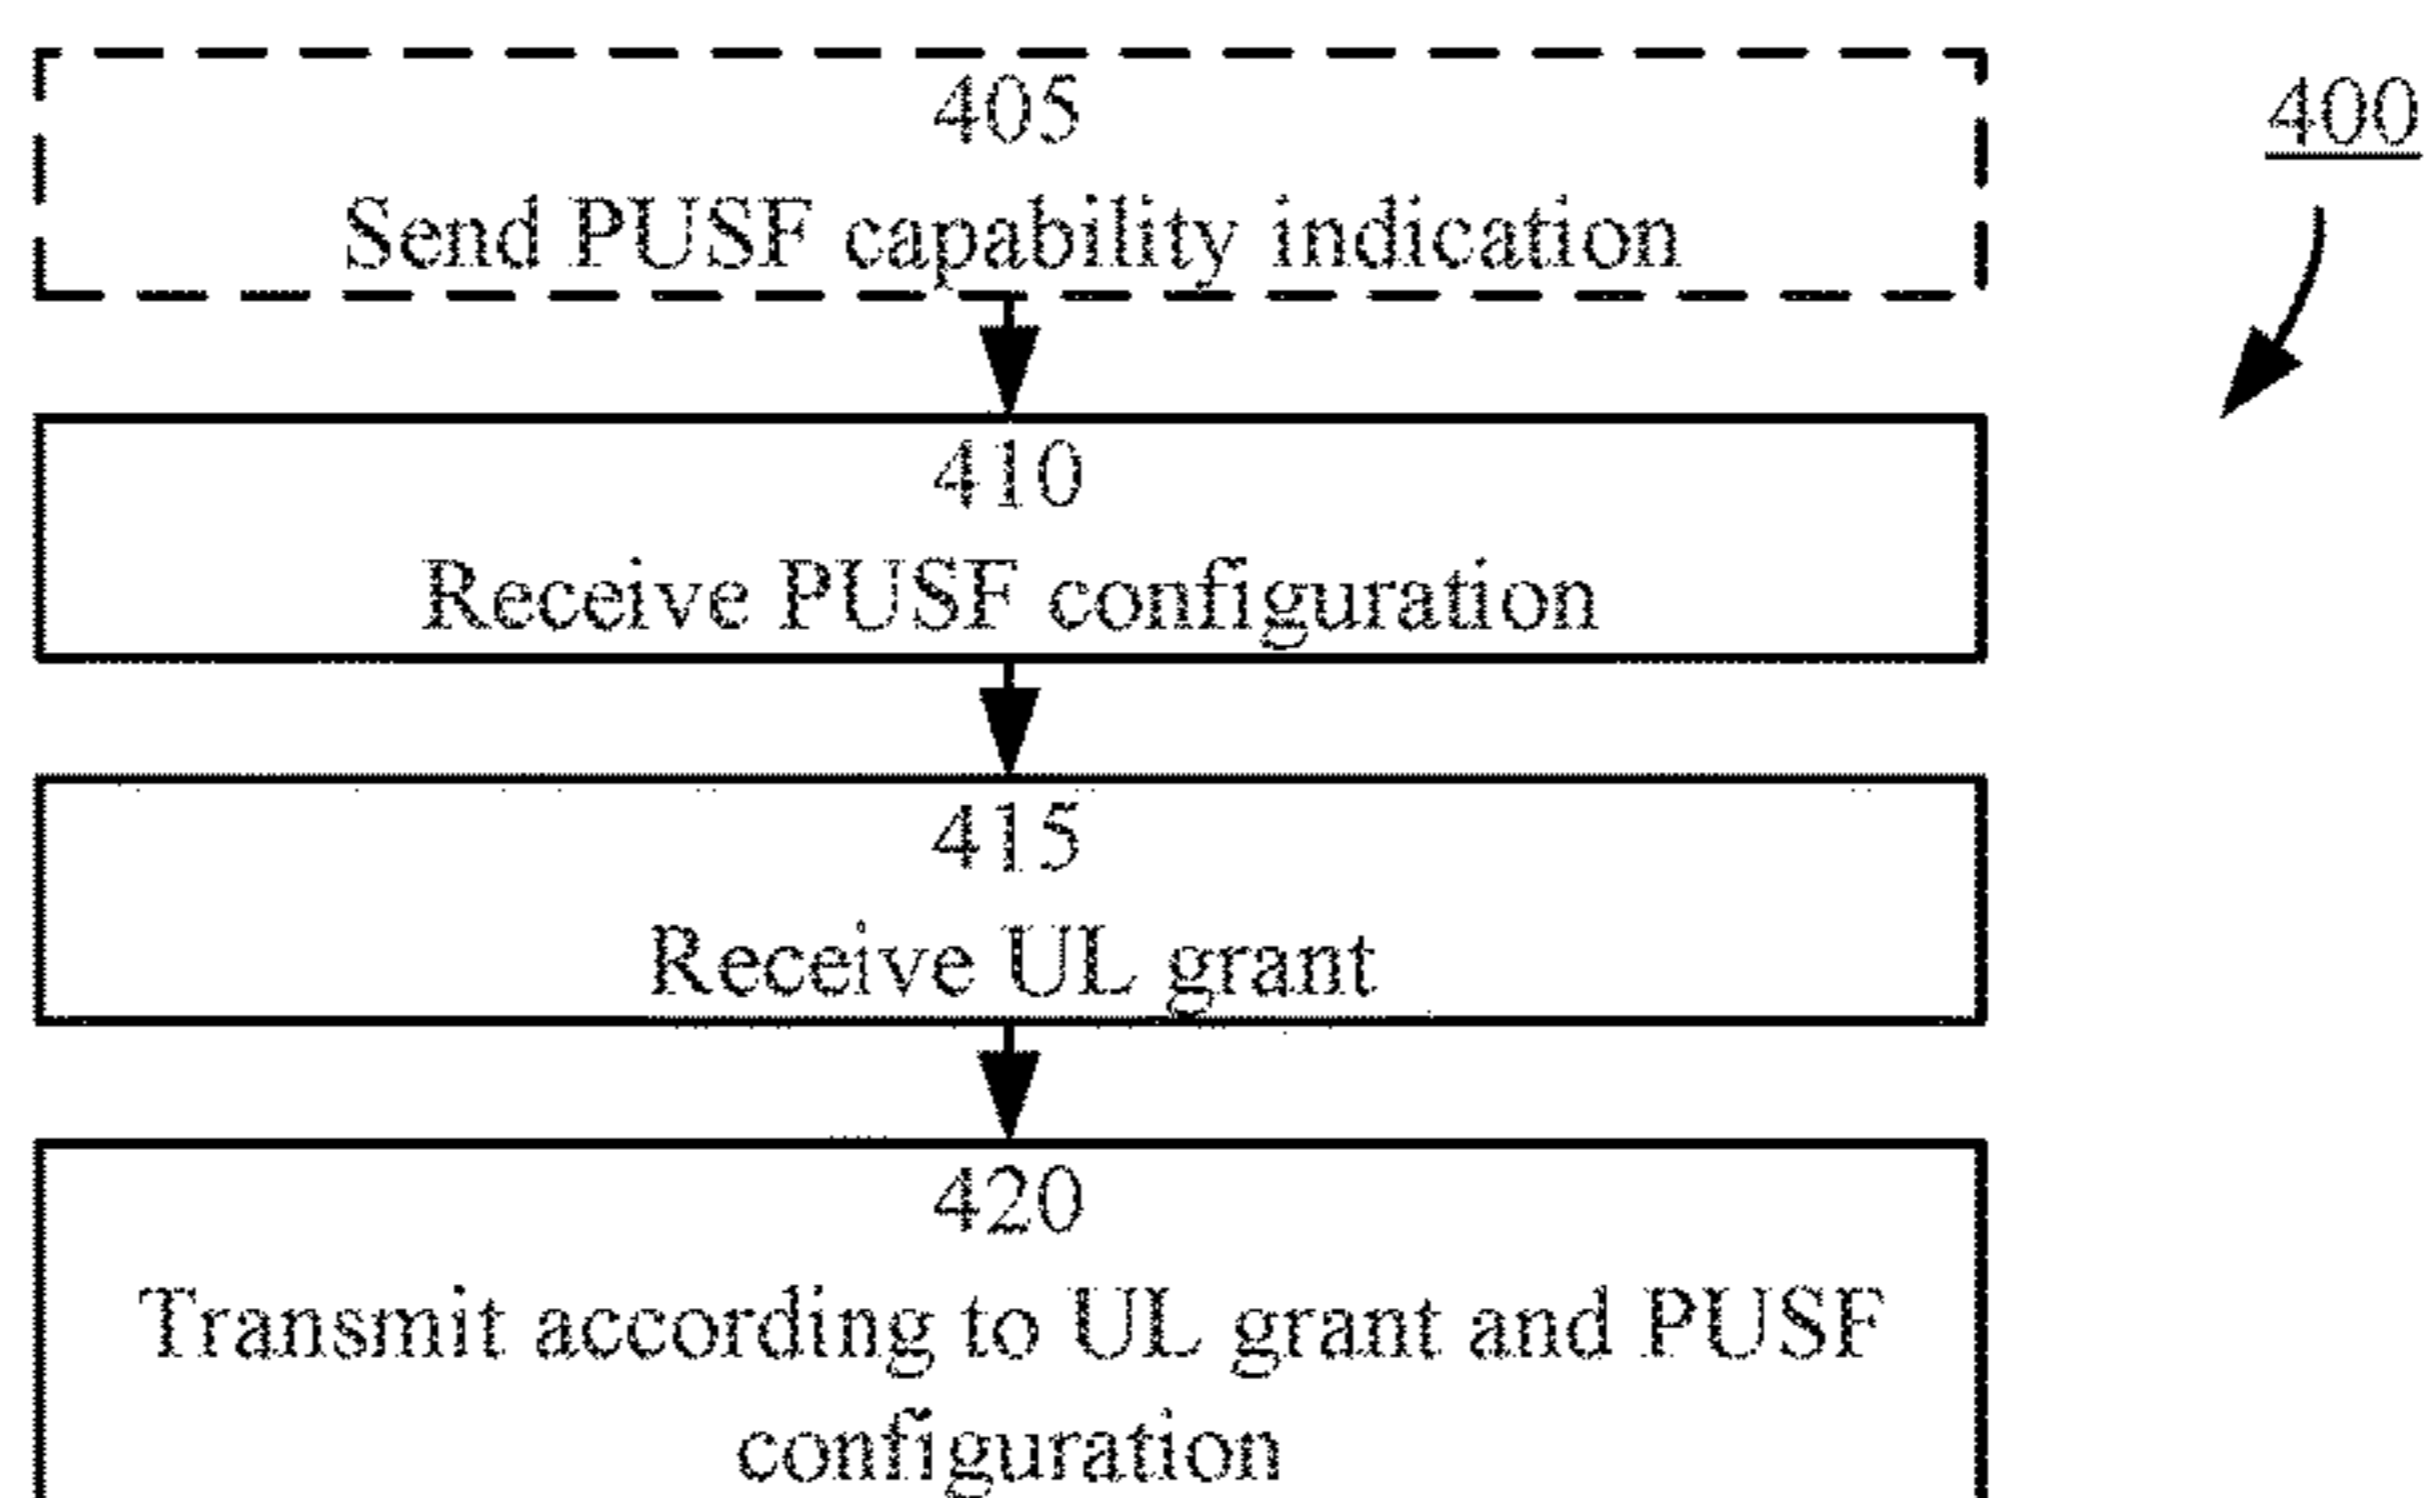 405
Send PUSF capability indication
400
410
Receive PUSF configuration
415
Receive UL grant
420
Transmit according to UL grant and PUSF
configuration